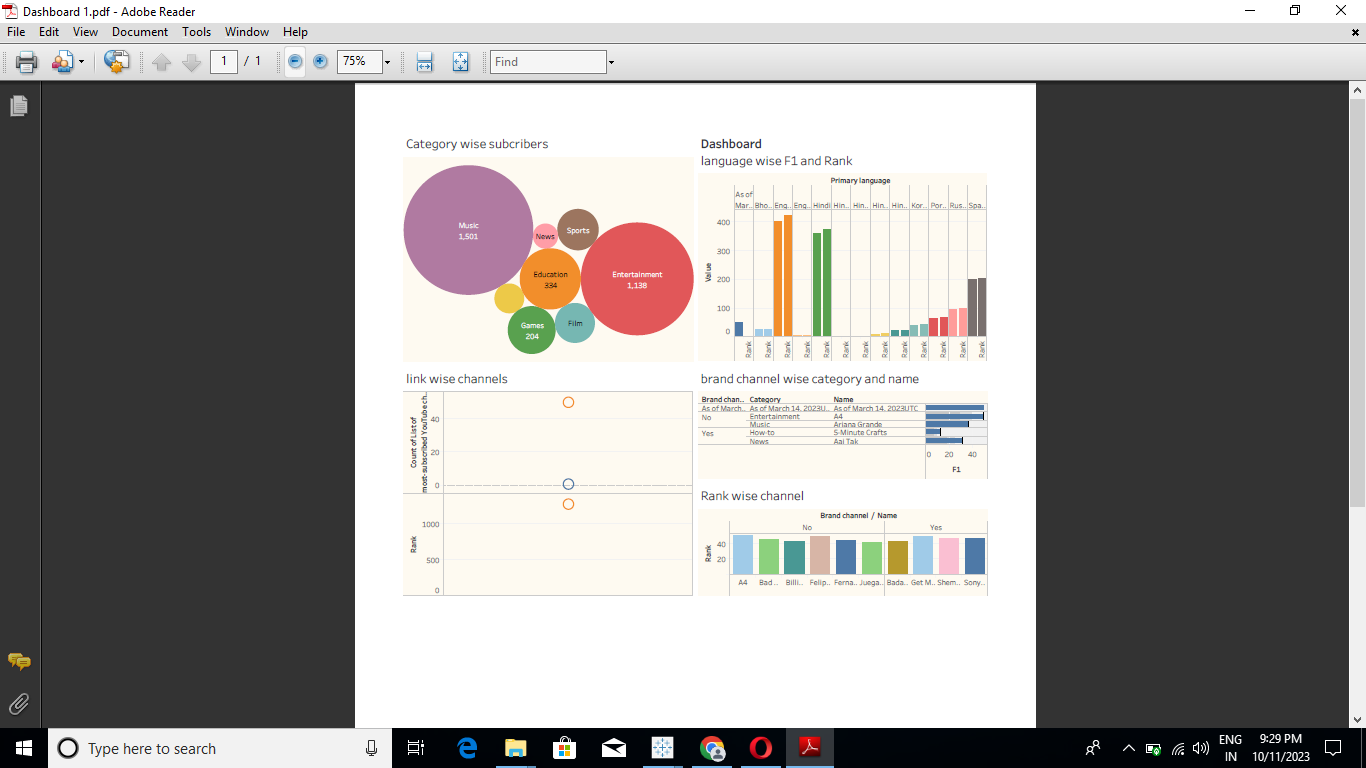 Dashboard 1.pdf - Adobe Reader
File Edit View Document Tools Window Help
1 / 1 75% Find
Category wise subcribers
Music
1,501
News
Sports
Education
334
Entertainment
1,138
Games
204
Film
Dashboard
language wise F1 and Rank
Primary language
As of
Mar.. Bho.. Eng.. Eng.. Hindi Hin.. Hin.. Hin.. Hin.. Kor.. Por.. Rus.. Spa..
Value
400
300
200
100
0
Rank Rank Rank Rank Rank Rank Rank Rank Rank Rank Rank Rank Rank
link wise channels
Count of List of
most-subscribed YouTube ch..
40
20
0
Rank
1000
500
0
brand channel wise category and name
Brand chan.. Category Name
As of March.. As of March 14, 2023U.. As of March 14, 2023UTC
No Entertainment A4
Music Ariana Grande
Yes How-to 5-Minute Crafts
News Aaj Tak
0 20 40
F1
Rank wise channel
Brand channel / Name
No Yes
Rank
40
20
A4 Bad .. Billi.. Felip.. Ferna.. Juega.. Bada.. Get M.. Shem.. Sony..
Type here to search
ENG
IN
9:29 PM
10/11/2023